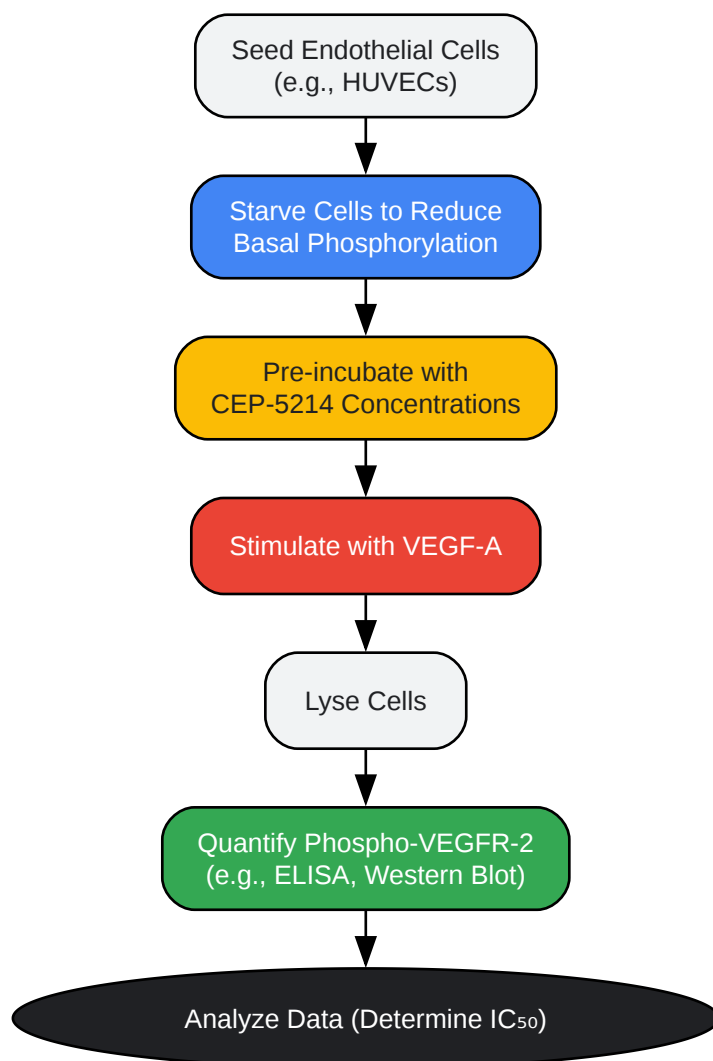 Seed Endothelial Cells
(e.g., HUVECs)
Starve Cells to Reduce
Basal Phosphorylation
Pre-incubate with
CEP-5214 Concentrations
Stimulate with VEGF-A
Lyse Cells
Quantify Phospho-VEGFR-2
(e.g., ELISA, Western Blot)
Analyze Data (Determine IC₅₀)